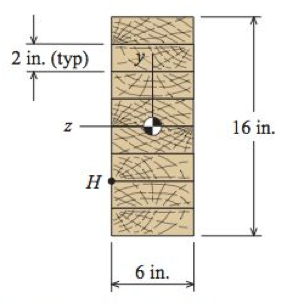 2 in. (typ)
y
z
16 in.
H
6 in.